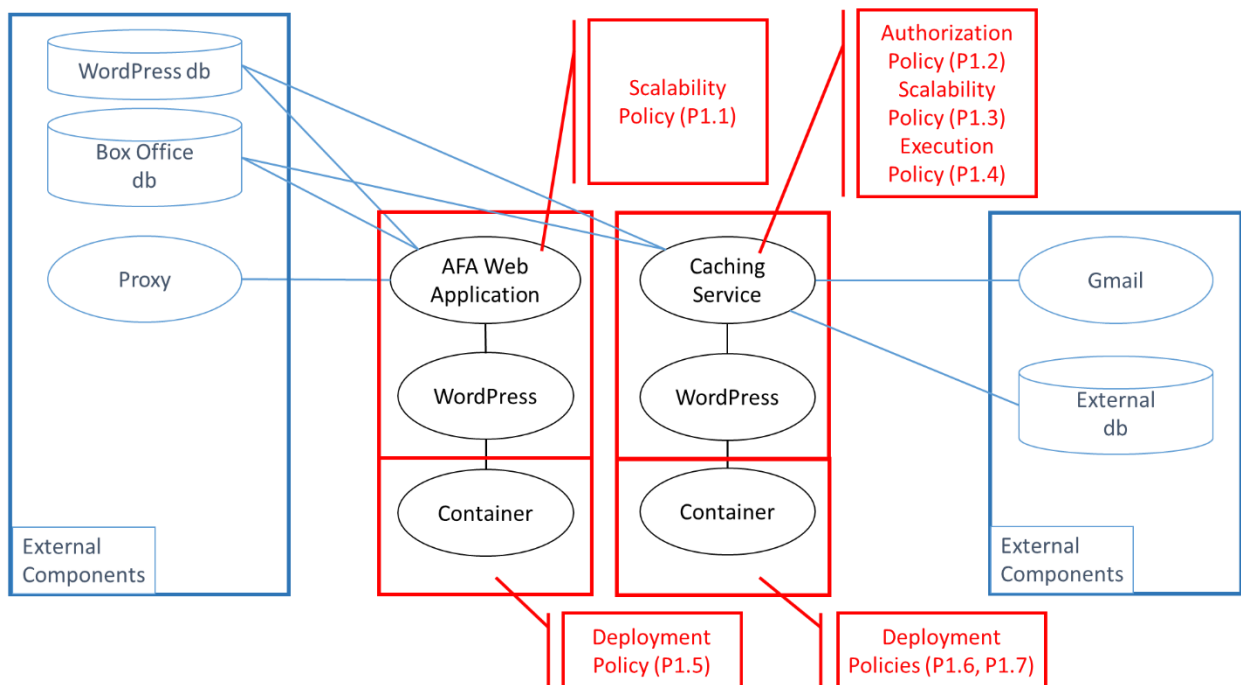 WordPress db
Box Office
db
Proxy
External
Components
Scalability
Policy (P1.1)
Authorization
Policy (P1.2)
Scalability
Policy (P1.3)
Execution
Policy (P1.4)
AFA Web
Application
WordPress
Container
Caching
Service
WordPress
Container
Gmail
External
db
External
Components
Deployment
Policy (P1.5)
Deployment
Policies (P1.6, P1.7)